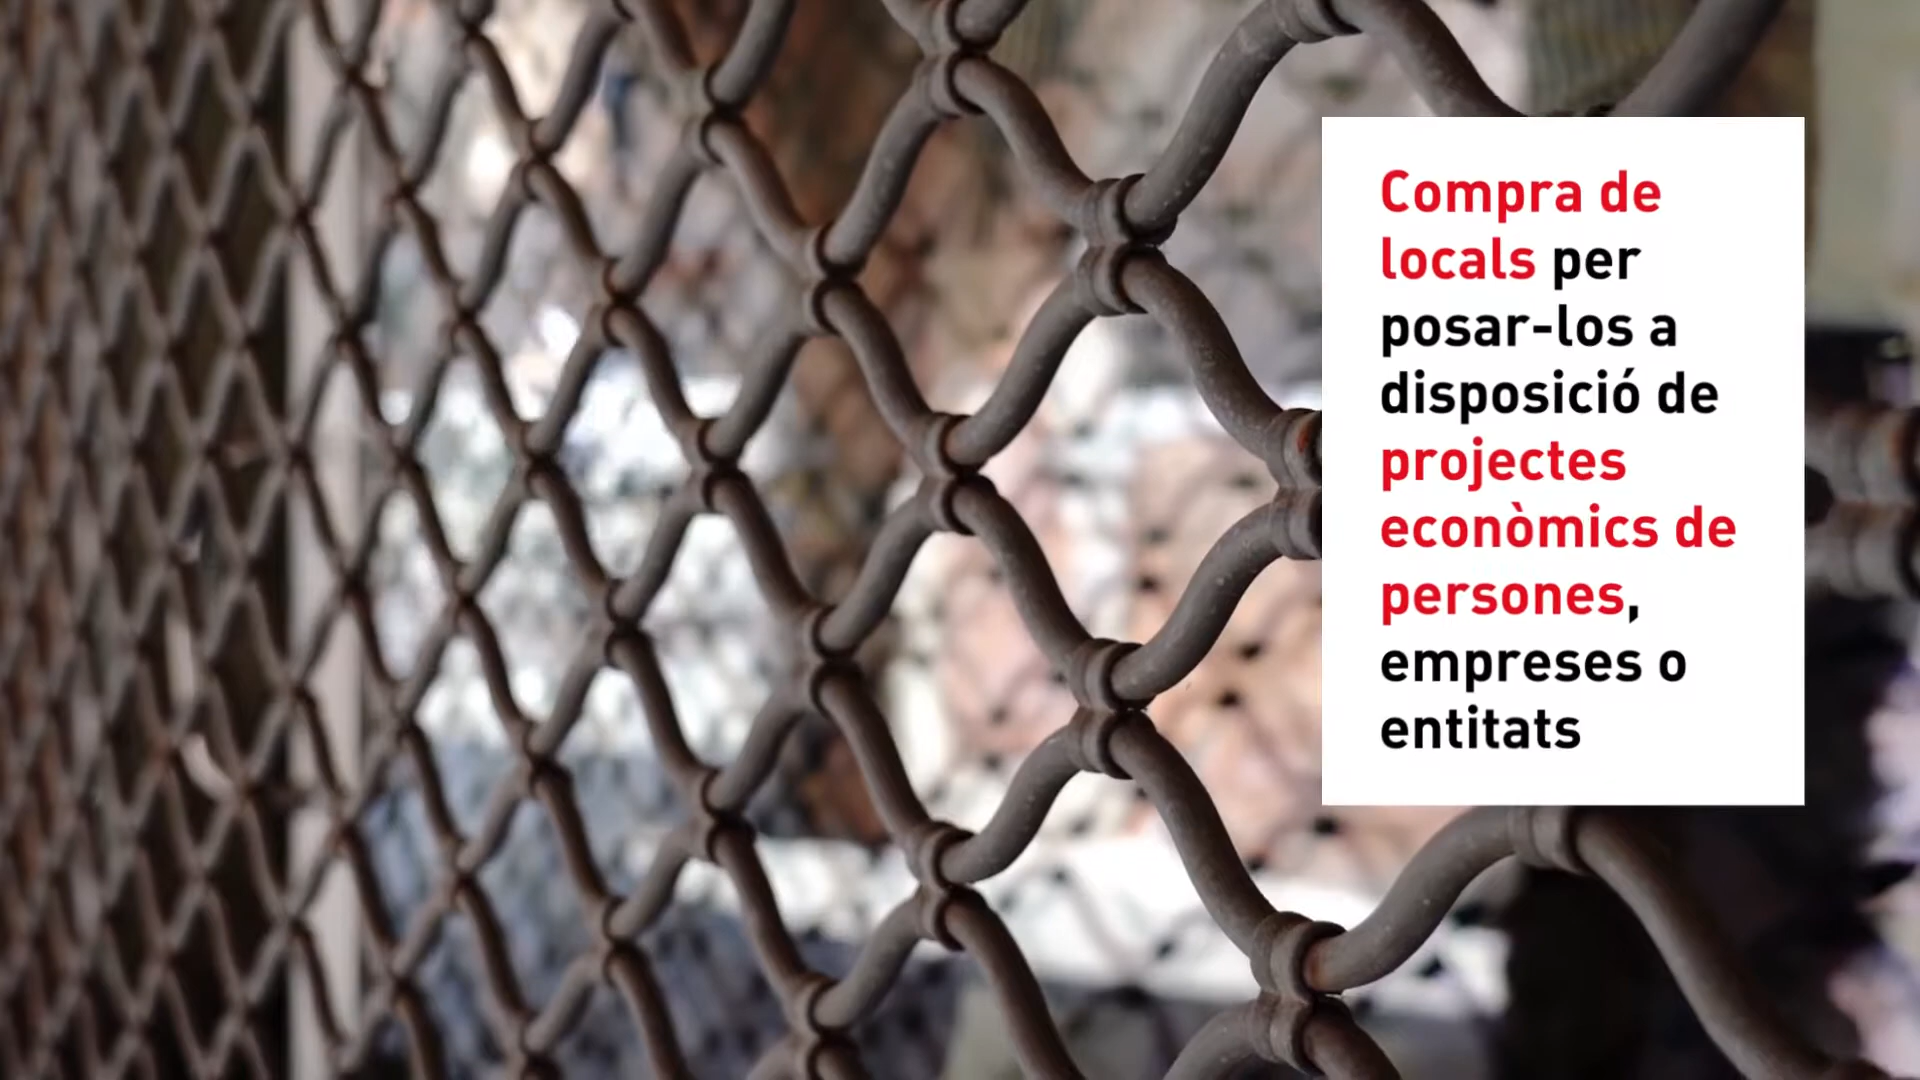 Compra de
locals per
posar-los a
disposició de
projectes
econòmics de
persones,
empreses o
entitats